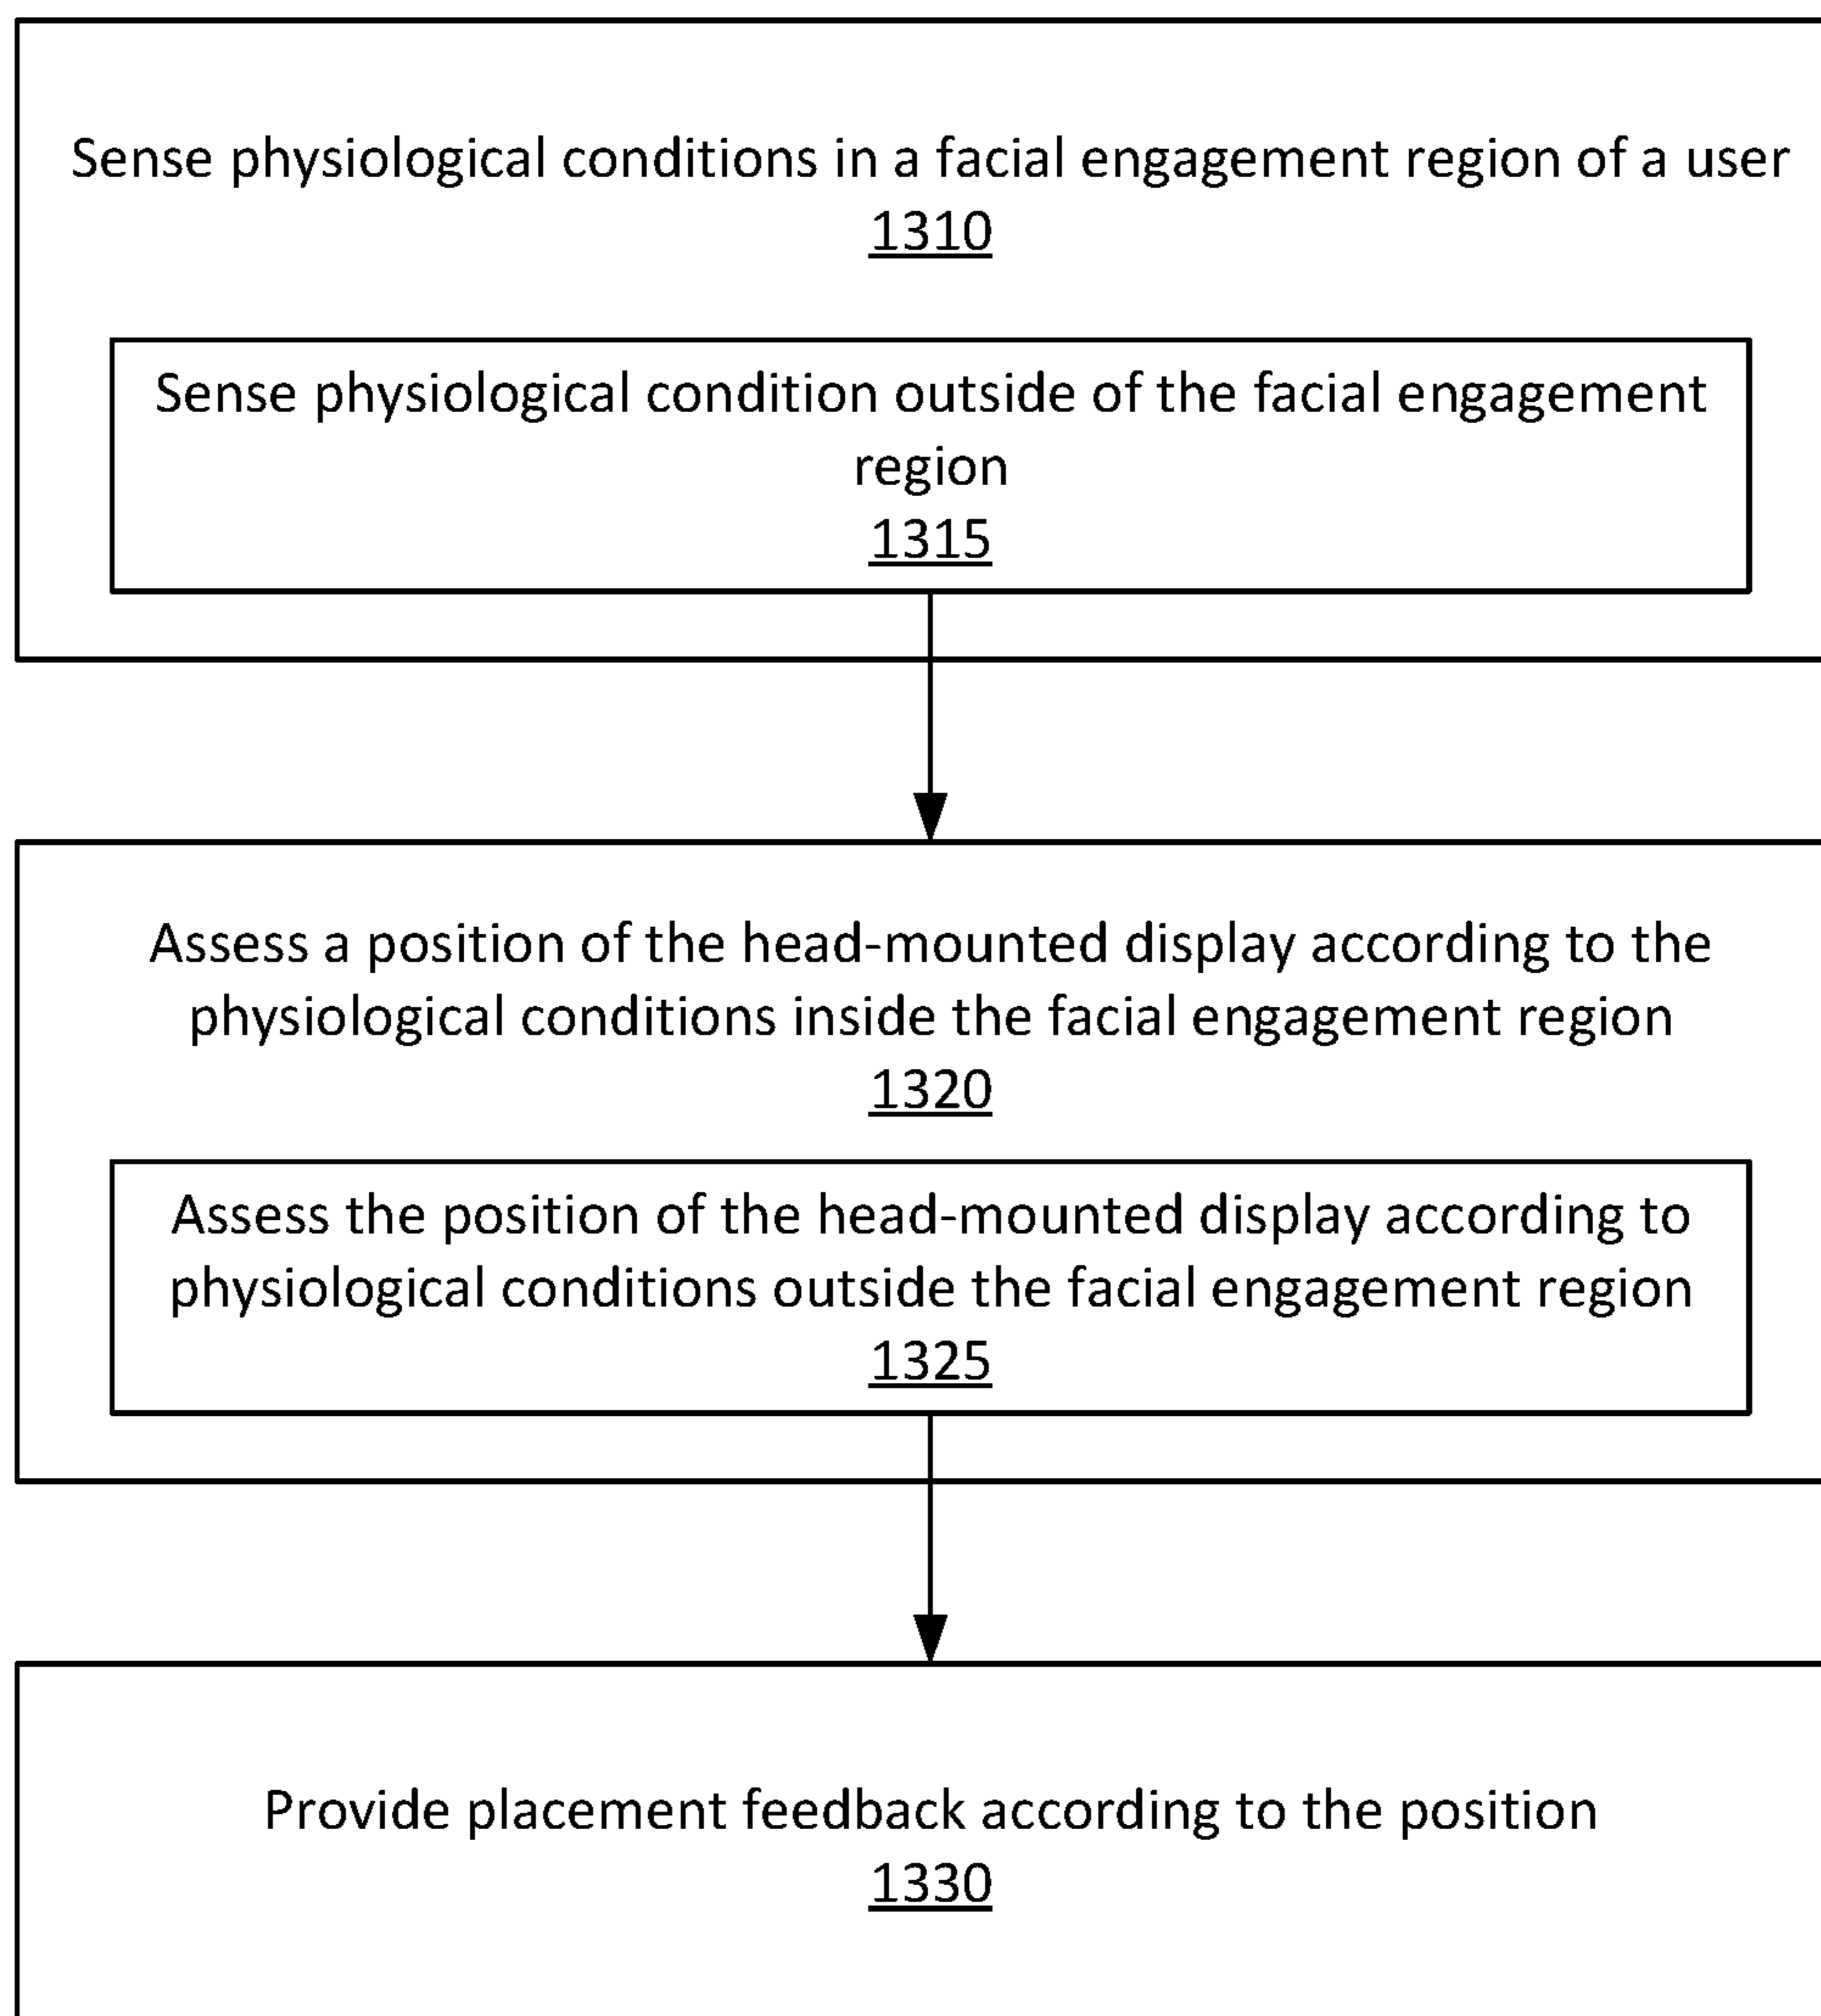 Sense physiological conditions in a facial engagement region of a user
1310
Sense physiological condition outside of the facial engagement
region
1315
Assess a position of the head-mounted display according to the
physiological conditions inside the facial engagement region
1320
Assess the position of the head-mounted display according to
physiological conditions outside the facial engagement region
1325
Provide placement feedback according to the position
1330